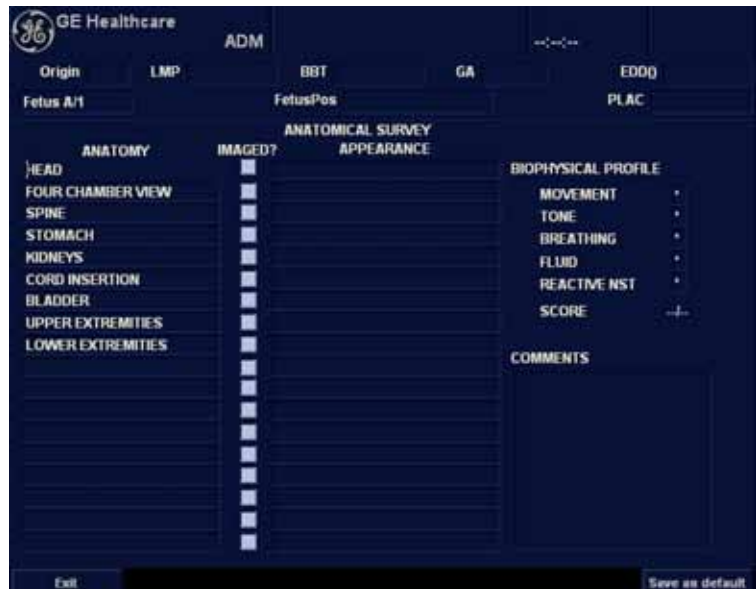 GE Healthcare
ADM --:--:--
Origin LMP BBT GA EDD()
Fetus A/1 FetusPos PLAC
ANATOMICAL SURVEY
ANATOMY IMAGED? APPEARANCE
HEAD
FOUR CHAMBER VIEW
SPINE
STOMACH
KIDNEYS
CORD INSERTION
BLADDER
UPPER EXTREMITIES
LOWER EXTREMITIES
BIOPHYSICAL PROFILE
MOVEMENT *
TONE *
BREATHING *
FLUID *
REACTIVE NST *
SCORE --/--
COMMENTS
Exit Save as default